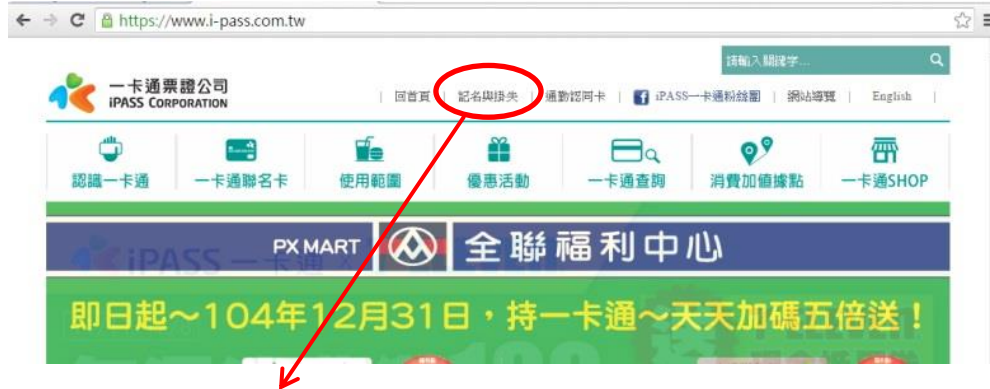 https://www.i-pass.com.tw
請輸入關鍵字...
一卡通票證公司
iPASS CORPORATION
| 回首頁 | 記名與掛失 | 通勤認同卡 | iPASS一卡通粉絲團 | 網站導覽 | English |
認識一卡通 一卡通聯名卡 使用範圍 優惠活動 一卡通查詢 消費加值據點 一卡通SHOP
iPASS 一卡通
PX MART 全聯福利中心
即日起~104年12月31日，持一卡通~天天加碼五倍送！